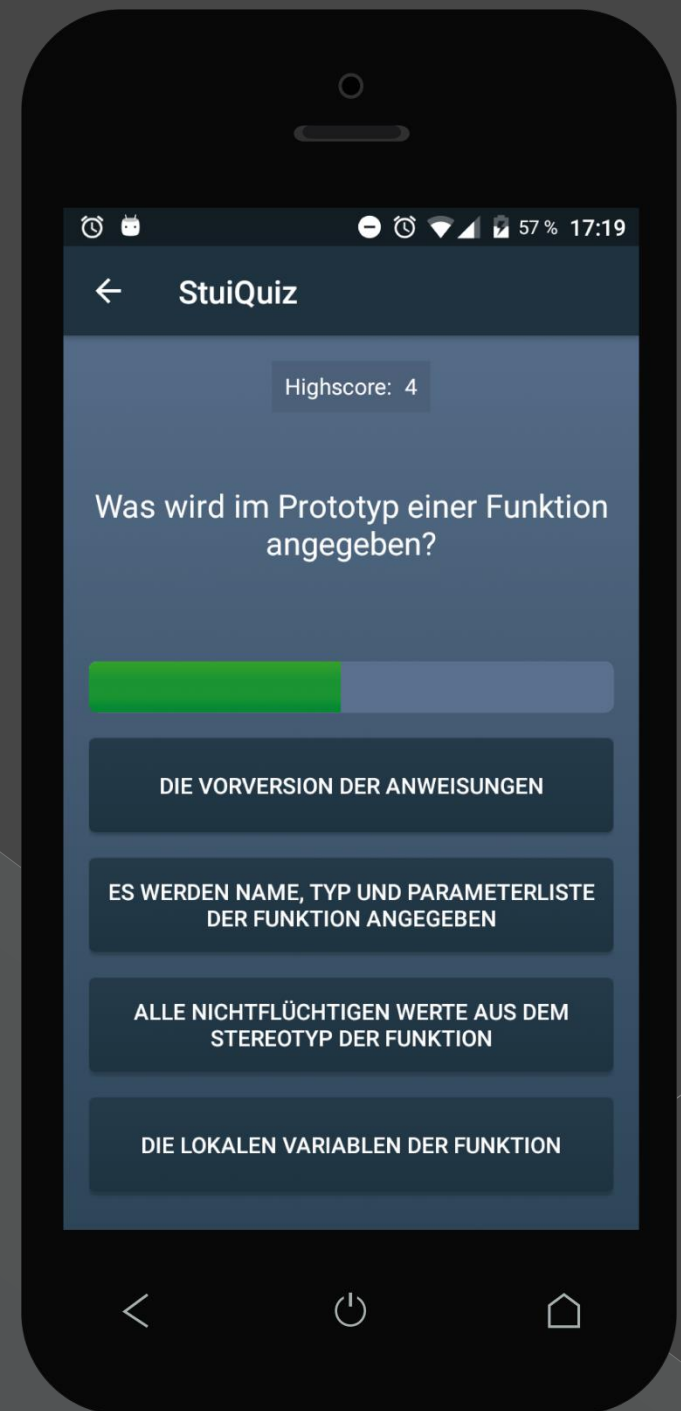 57 % 17:19
StuiQuiz
Highscore: 4
Was wird im Prototyp einer Funktion
angegeben?
DIE VORVERSION DER ANWEISUNGEN
ES WERDEN NAME, TYP UND PARAMETERLISTE
DER FUNKTION ANGEGEBEN
ALLE NICHTFLÜCHTIGEN WERTE AUS DEM
STEREOTYP DER FUNKTION
DIE LOKALEN VARIABLEN DER FUNKTION